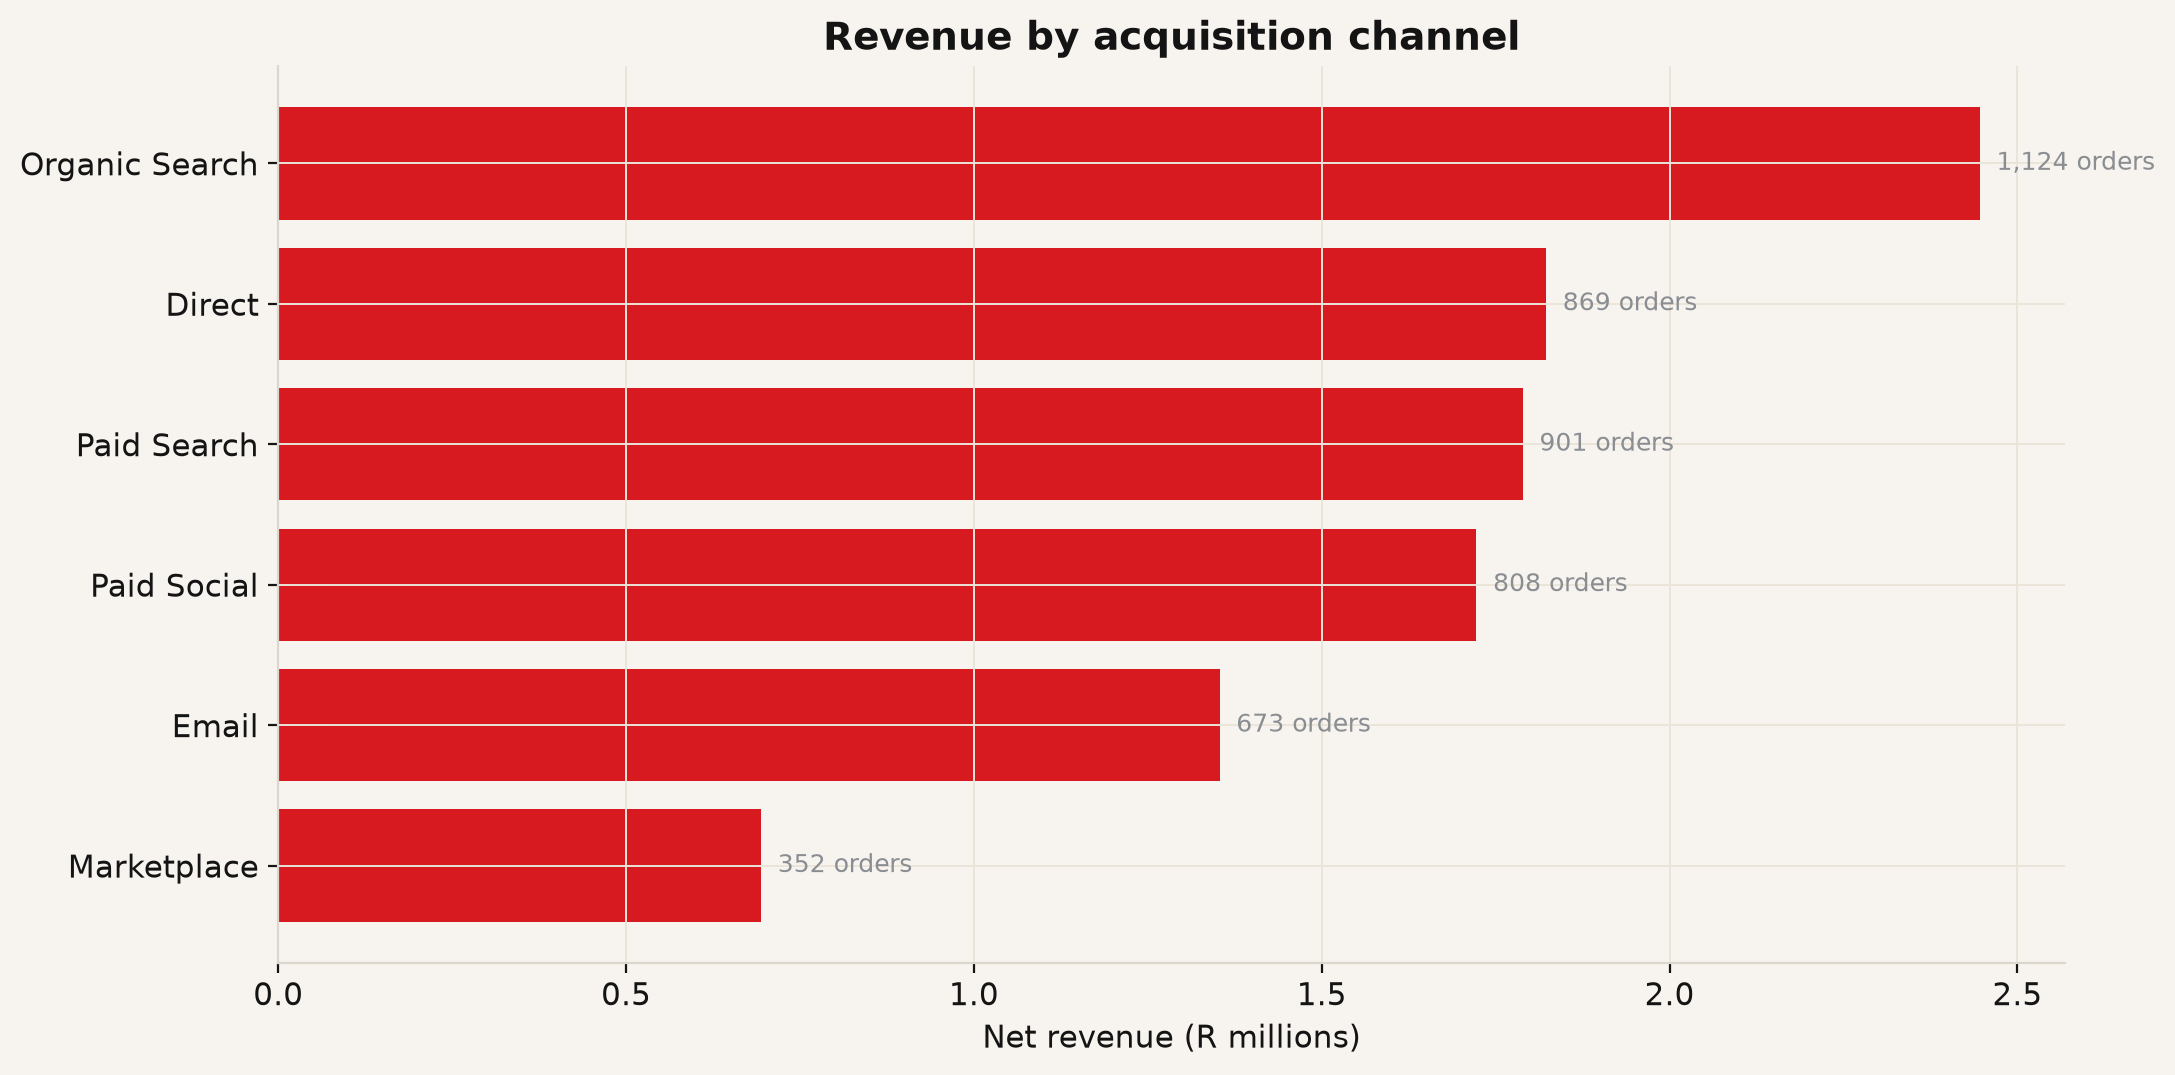 Revenue by acquisition channel
Organic Search
1,124 orders
Direct
869 orders
Paid Search
901 orders
Paid Social
808 orders
Email
673 orders
Marketplace
352 orders
0.0 0.5 1.0 1.5 2.0 2.5
Net revenue (R millions)